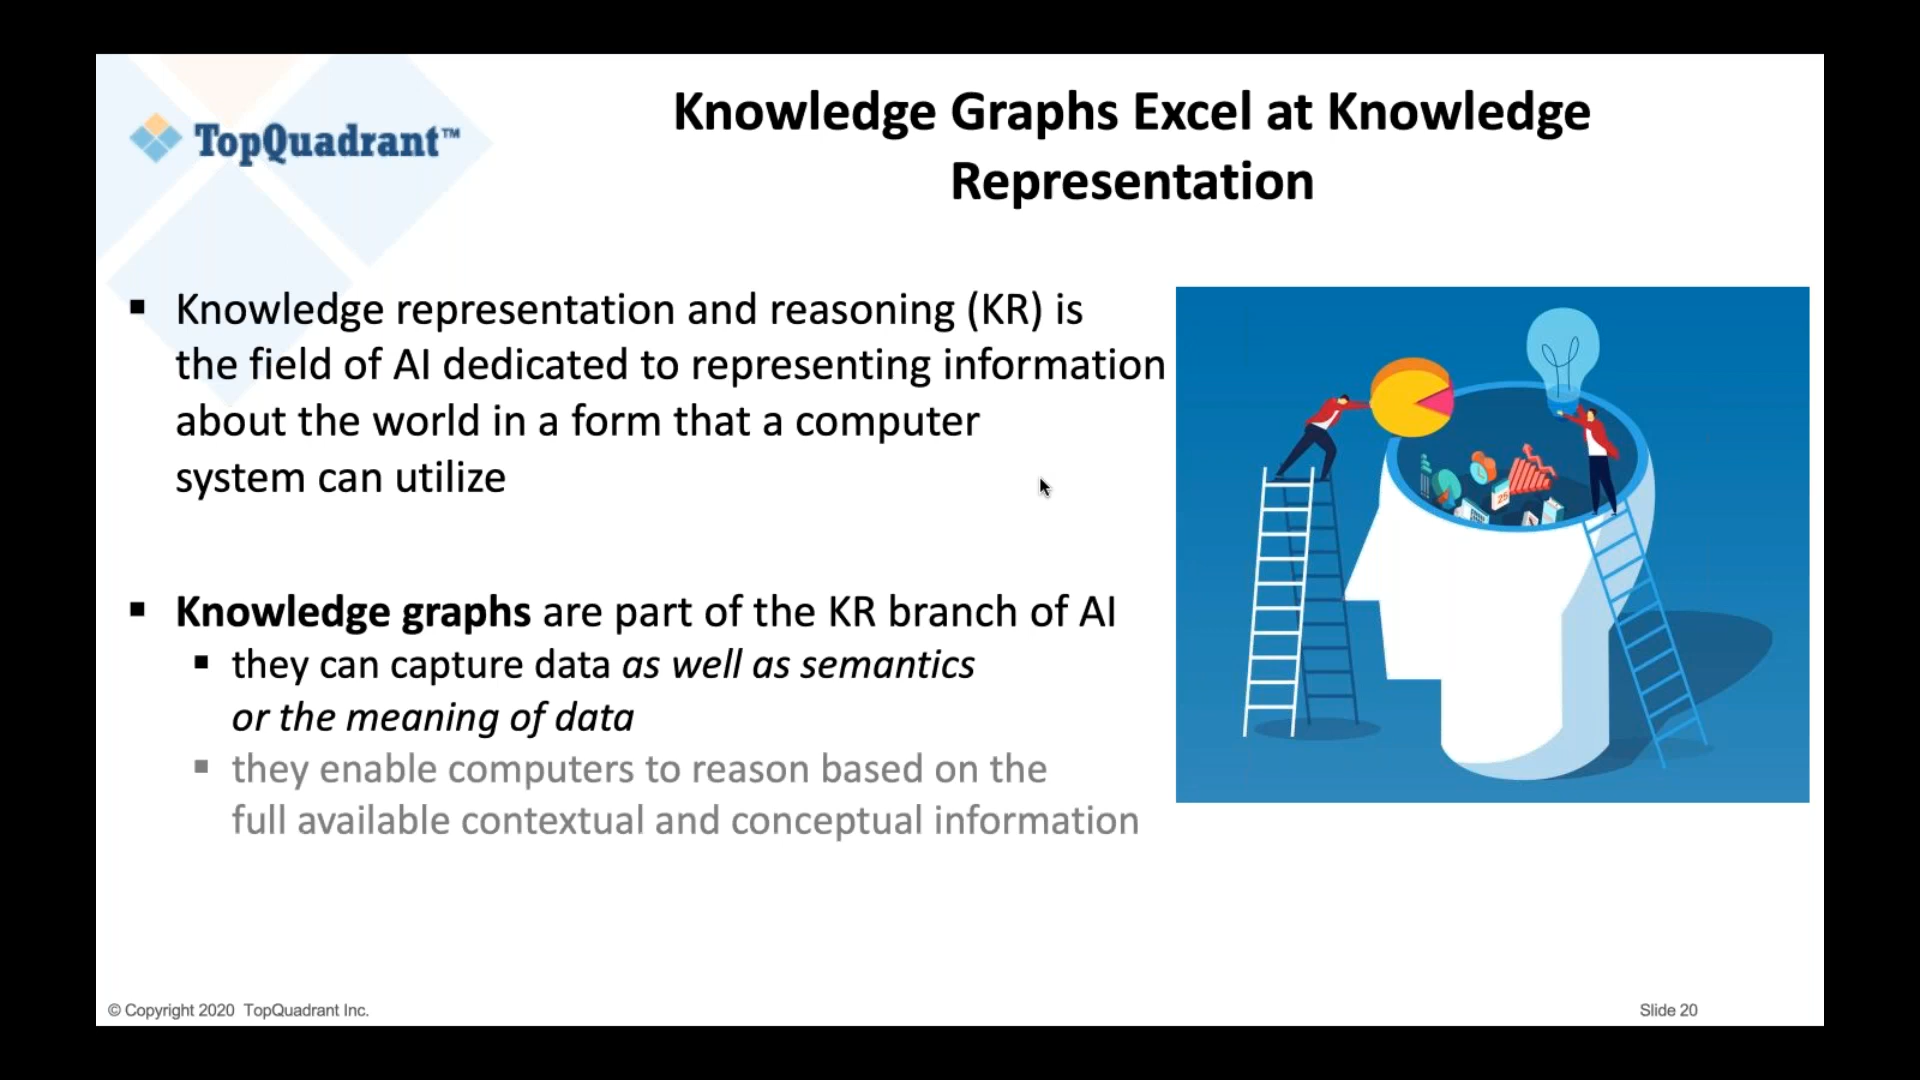 TopQuadrant™
Knowledge Graphs Excel at Knowledge
Representation
▪ Knowledge representation and reasoning (KR) is
the field of AI dedicated to representing information
about the world in a form that a computer
system can utilize
▪ Knowledge graphs are part of the KR branch of AI
▪ they can capture data as well as semantics
or the meaning of data
▪ they enable computers to reason based on the
full available contextual and conceptual information
25
© Copyright 2020 TopQuadrant Inc.
Slide 20